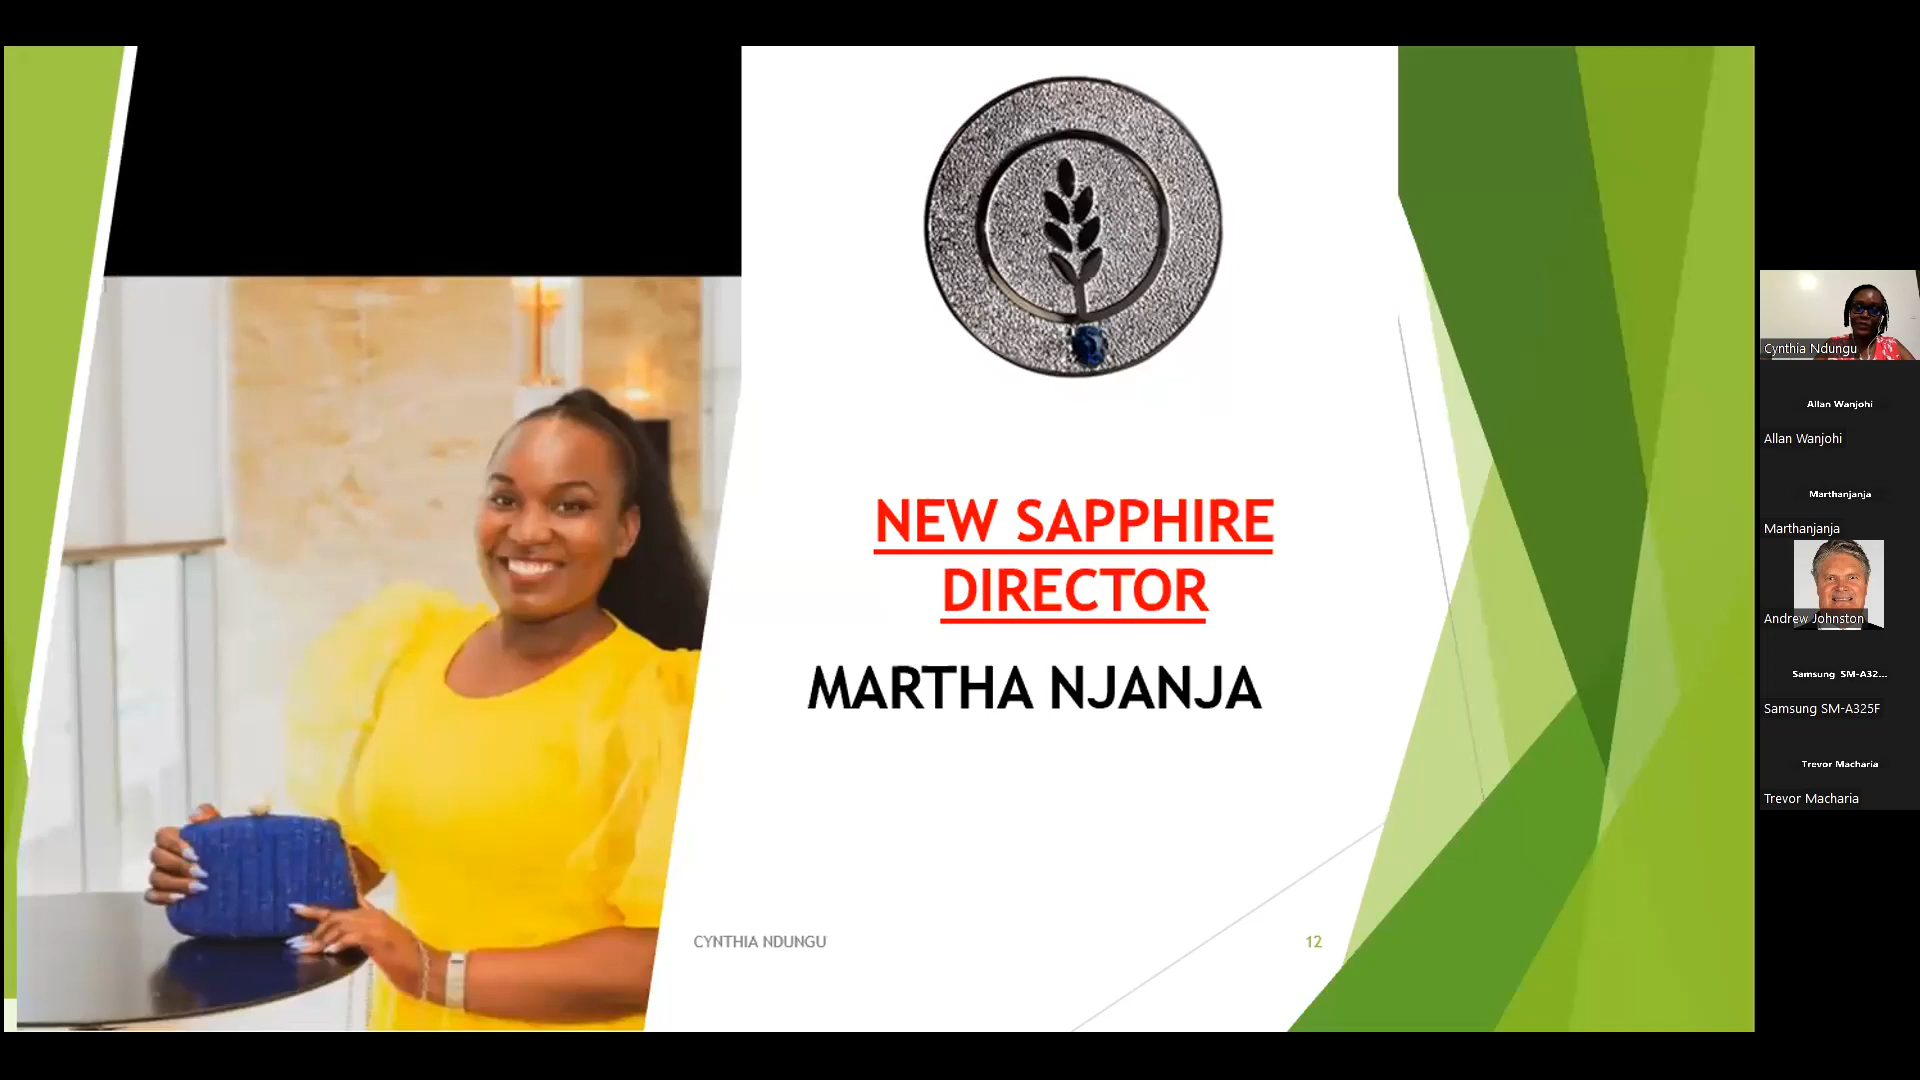 NEW SAPPHIRE
DIRECTOR
MARTHA NJANJA
CYNTHIA NDUNGU
12
Cynthia Ndungu
Allan Wanjohi
Allan Wanjohi
Marthanjanja
Marthanjanja
Andrew Johnston
Samsung SM-A32...
Samsung SM-A325F
Trevor Macharia
Trevor Macharia